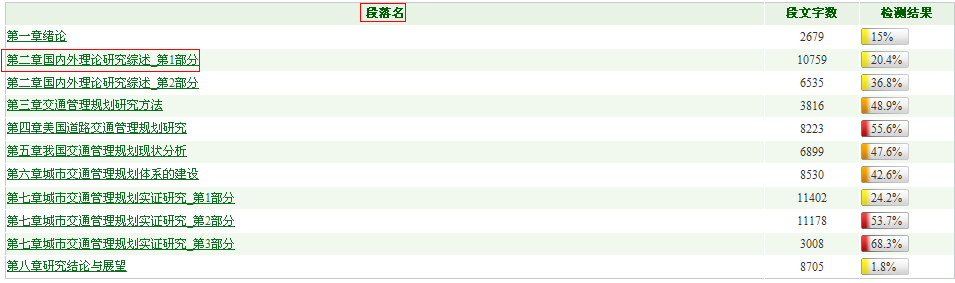 段落名 段文字数 检测结果
第一章绪论 2679 15%
第二章国内外理论研究综述_第1部分 10759 20.4%
第二章国内外理论研究综述_第2部分 6535 36.8%
第三章交通管理规划研究方法 3816 48.9%
第四章美国道路交通管理规划研究 8223 55.6%
第五章我国交通管理规划现状分析 6899 47.6%
第六章城市交通管理规划体系的建设 8530 42.6%
第七章城市交通管理规划实证研究_第1部分 11402 24.2%
第七章城市交通管理规划实证研究_第2部分 11178 53.7%
第七章城市交通管理规划实证研究_第3部分 3008 68.3%
第八章研究结论与展望 8705 1.8%